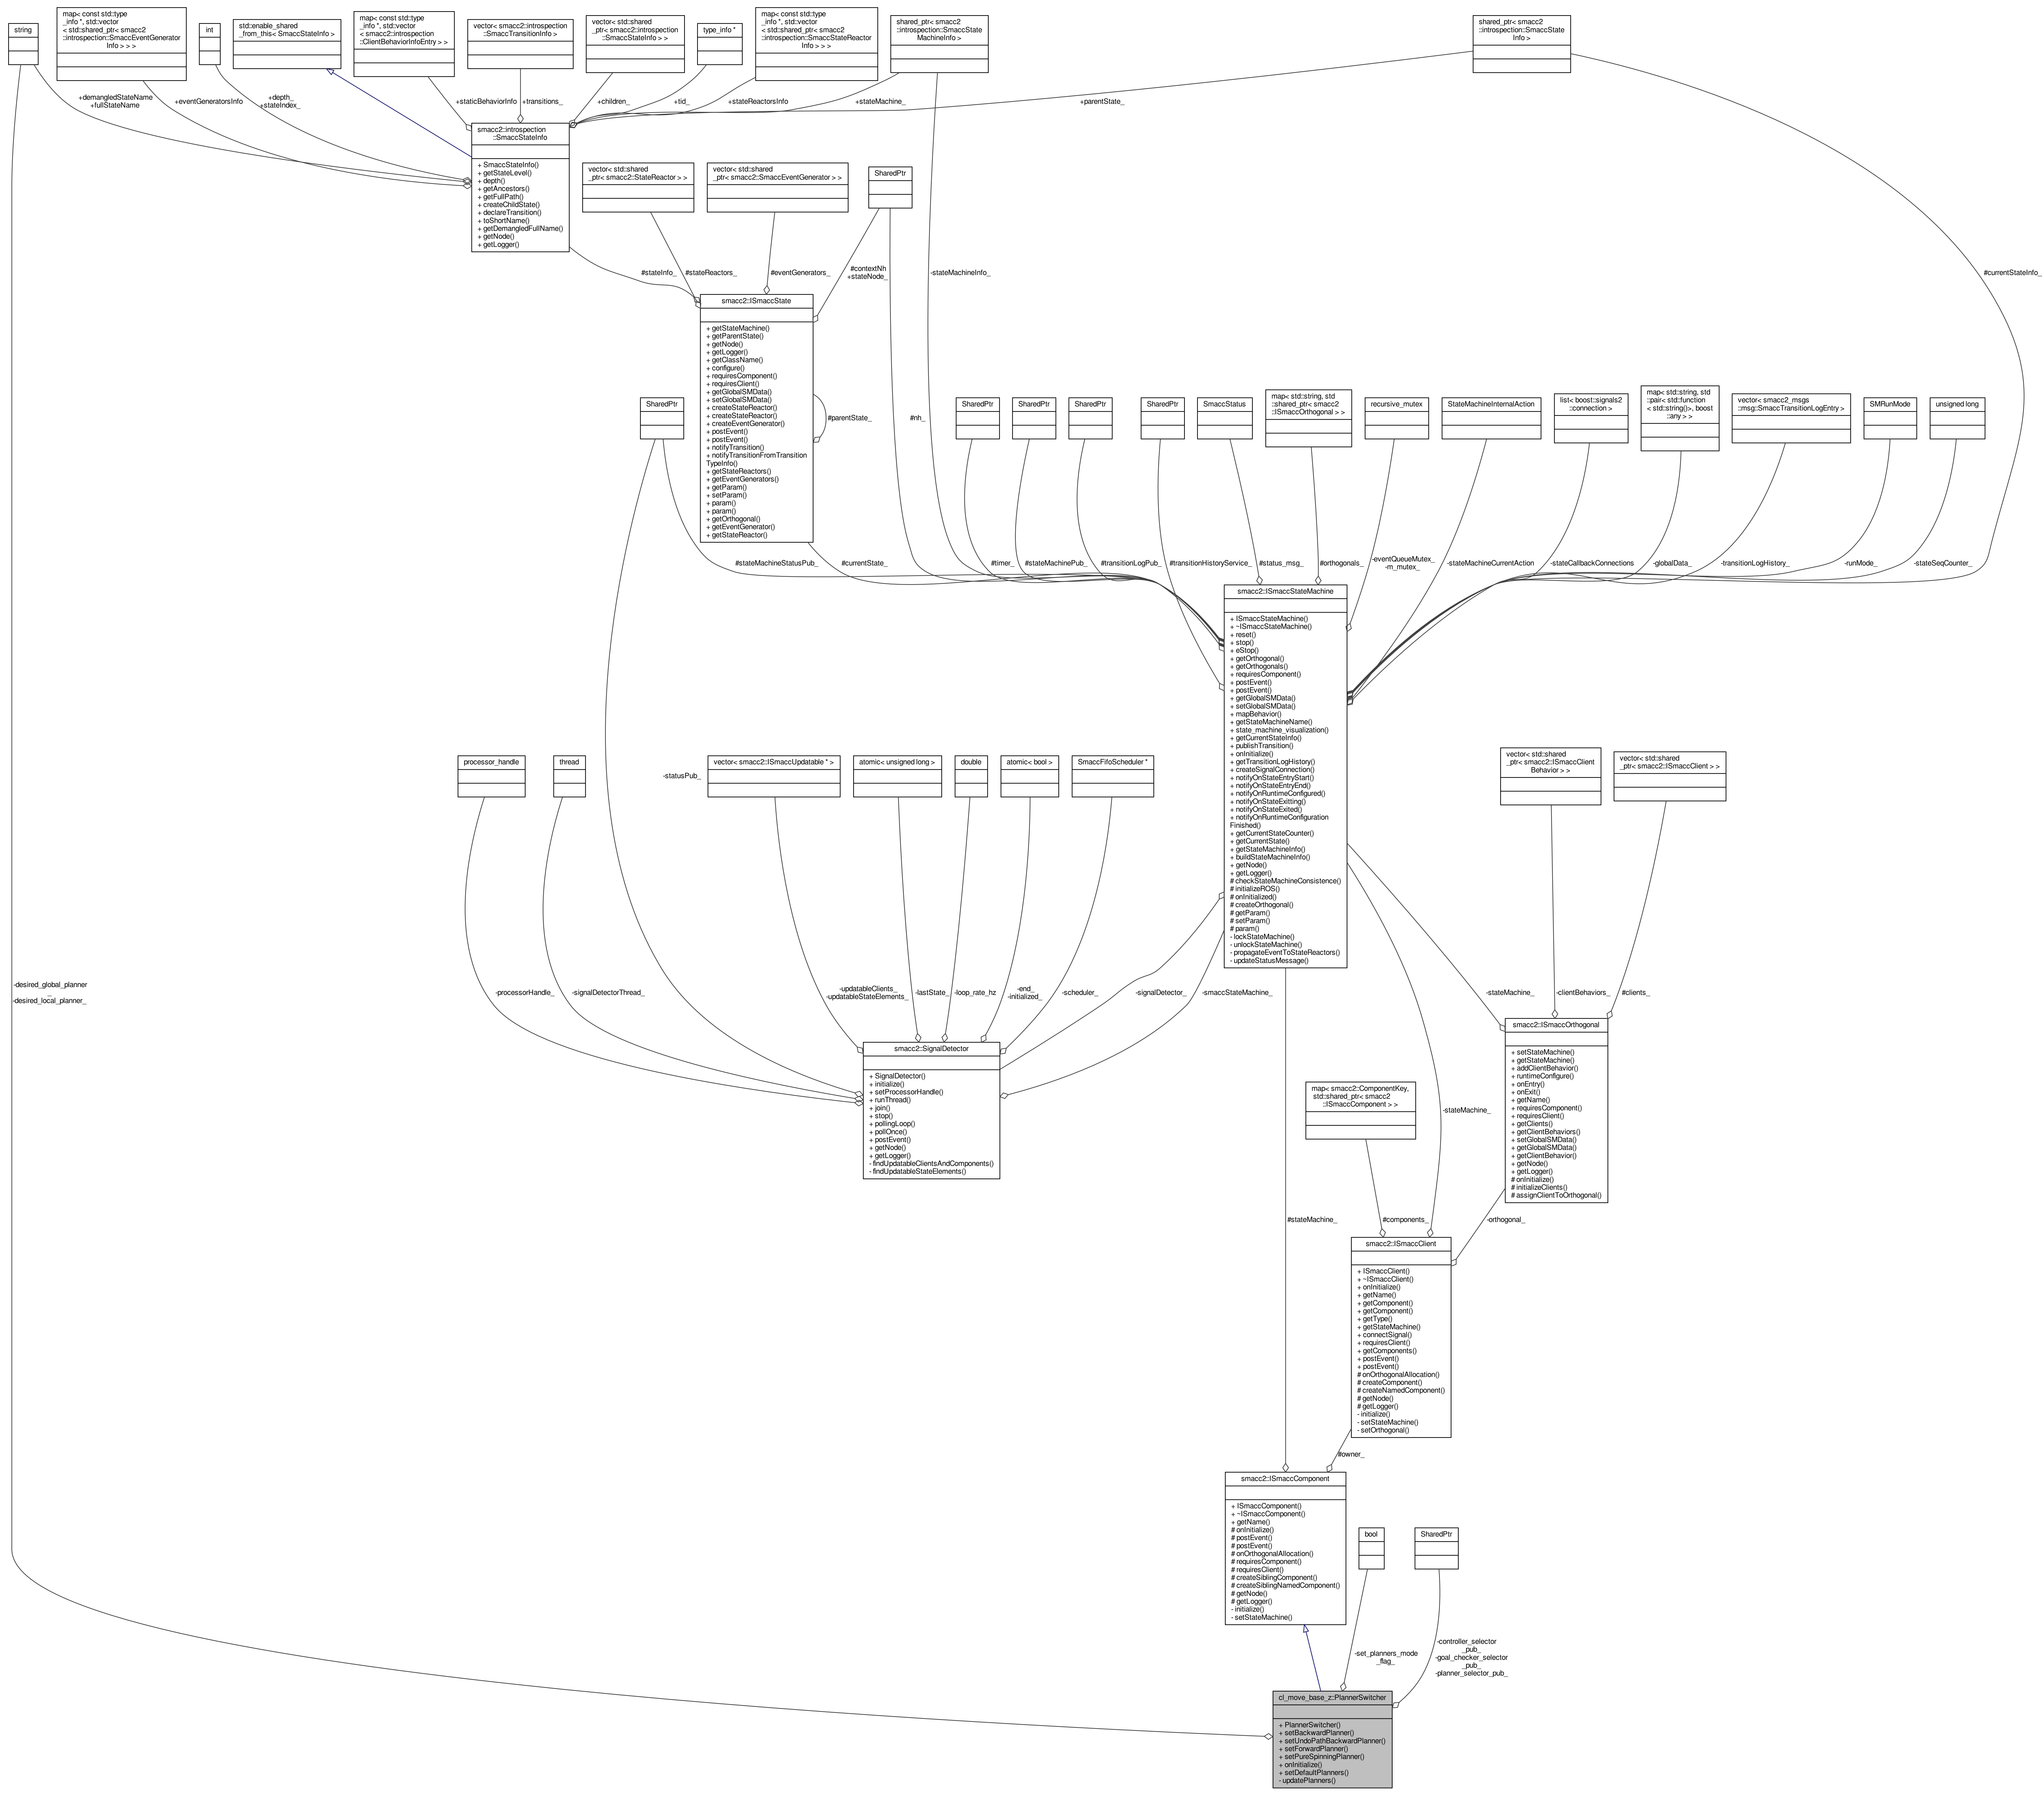 string
map< const std::type
_info *, std::vector
< std::shared_ptr< smacc2
::introspection::SmaccEventGenerator
Info > > >
int
std::enable_shared
_from_this< SmaccStateInfo >
map< const std::type
_info *, std::vector
< smacc2::introspection
::ClientBehaviorInfoEntry > >
vector< smacc2::introspection
::SmaccTransitionInfo >
vector< std::shared
_ptr< smacc2::introspection
::SmaccStateInfo > >
type_info *
map< const std::type
_info *, std::vector
< std::shared_ptr< smacc2
::introspection::SmaccStateReactor
Info > > >
shared_ptr< smacc2
::introspection::SmaccState
MachineInfo >
shared_ptr< smacc2
::introspection::SmaccState
Info >
+demangledStateName
+fullStateName
+eventGeneratorsInfo
+depth_
+stateIndex_
+staticBehaviorInfo
+transitions_
+children_
+tid_
+stateReactorsInfo
+stateMachine_
+parentState_
smacc2::introspection
::SmaccStateInfo
+ SmaccStateInfo()
+ getStateLevel()
+ depth()
+ getAncestors()
+ getFullPath()
+ createChildState()
+ declareTransition()
+ toShortName()
+ getDemangledFullName()
+ getNode()
+ getLogger()
vector< std::shared
_ptr< smacc2::StateReactor > >
vector< std::shared
_ptr< smacc2::SmaccEventGenerator > >
SharedPtr
#stateInfo_
#stateReactors_
#eventGenerators_
#contextNh
+stateNode_
-stateMachineInfo_
#currentStateInfo_
smacc2::ISmaccState
+ getStateMachine()
+ getParentState()
+ getNode()
+ getLogger()
+ getClassName()
+ configure()
+ requiresComponent()
+ requiresClient()
+ getGlobalSMData()
+ setGlobalSMData()
+ createStateReactor()
+ createStateReactor()
+ createEventGenerator()
+ postEvent()
+ postEvent()
+ notifyTransition()
+ notifyTransitionFromTransition
TypeInfo()
+ getStateReactors()
+ getEventGenerators()
+ getParam()
+ setParam()
+ param()
+ param()
+ getOrthogonal()
+ getEventGenerator()
+ getStateReactor()
#parentState_
#nh_
SharedPtr
SharedPtr
SharedPtr
SharedPtr
SharedPtr
SmaccStatus
map< std::string, std
::shared_ptr< smacc2
::ISmaccOrthogonal > >
recursive_mutex
StateMachineInternalAction
list< boost::signals2
::connection >
map< std::string, std
::pair< std::function
< std::string()>, boost
::any > >
vector< smacc2_msgs
::msg::SmaccTransitionLogEntry >
SMRunMode
unsigned long
#stateMachineStatusPub_
#currentState_
#timer_
#stateMachinePub_
#transitionLogPub_
#transitionHistoryService_
#status_msg_
#orthogonals_
-eventQueueMutex_
-m_mutex_
-stateMachineCurrentAction
-stateCallbackConnections
-globalData_
-transitionLogHistory_
-runMode_
-stateSeqCounter_
smacc2::ISmaccStateMachine
+ ISmaccStateMachine()
+ ~ISmaccStateMachine()
+ reset()
+ stop()
+ eStop()
+ getOrthogonal()
+ getOrthogonals()
+ requiresComponent()
+ postEvent()
+ postEvent()
+ getGlobalSMData()
+ setGlobalSMData()
+ mapBehavior()
+ getStateMachineName()
+ state_machine_visualization()
+ getCurrentStateInfo()
+ publishTransition()
+ onInitialize()
+ getTransitionLogHistory()
+ createSignalConnection()
+ notifyOnStateEntryStart()
+ notifyOnStateEntryEnd()
+ notifyOnRuntimeConfigured()
+ notifyOnStateExitting()
+ notifyOnStateExited()
+ notifyOnRuntimeConfiguration
Finished()
+ getCurrentStateCounter()
+ getCurrentState()
+ getStateMachineInfo()
+ buildStateMachineInfo()
+ getNode()
+ getLogger()
# checkStateMachineConsistence()
# initializeROS()
# onInitialized()
# createOrthogonal()
# getParam()
# setParam()
# param()
- lockStateMachine()
- unlockStateMachine()
- propagateEventToStateReactors()
- updateStatusMessage()
processor_handle
thread
-statusPub_
vector< smacc2::ISmaccUpdatable * >
atomic< unsigned long >
double
atomic< bool >
SmaccFifoScheduler *
vector< std::shared
_ptr< smacc2::ISmaccClient
Behavior > >
vector< std::shared
_ptr< smacc2::ISmaccClient > >
-desired_global_planner
_
-desired_local_planner_
-processorHandle_
-signalDetectorThread_
-updatableClients_
-updatableStateElements_
-lastState_
-loop_rate_hz
-end_
-initialized_
-scheduler_
-signalDetector_
-smaccStateMachine_
-stateMachine_
-clientBehaviors_
#clients_
smacc2::SignalDetector
+ SignalDetector()
+ initialize()
+ setProcessorHandle()
+ runThread()
+ join()
+ stop()
+ pollingLoop()
+ pollOnce()
+ postEvent()
+ getNode()
+ getLogger()
- findUpdatableClientsAndComponents()
- findUpdatableStateElements()
smacc2::ISmaccOrthogonal
+ setStateMachine()
+ getStateMachine()
+ addClientBehavior()
+ runtimeConfigure()
+ onEntry()
+ onExit()
+ getName()
+ requiresComponent()
+ requiresClient()
+ getClients()
+ getClientBehaviors()
+ setGlobalSMData()
+ getGlobalSMData()
+ getClientBehavior()
+ getNode()
+ getLogger()
# onInitialize()
# initializeClients()
# assignClientToOrthogonal()
map< smacc2::ComponentKey,
std::shared_ptr< smacc2
::ISmaccComponent > >
-stateMachine_
#stateMachine_
#components_
-orthogonal_
smacc2::ISmaccClient
+ ISmaccClient()
+ ~ISmaccClient()
+ onInitialize()
+ getName()
+ getComponent()
+ getComponent()
+ getType()
+ getStateMachine()
+ connectSignal()
+ requiresClient()
+ getComponents()
+ postEvent()
+ postEvent()
# onOrthogonalAllocation()
# createComponent()
# createNamedComponent()
# getNode()
# getLogger()
- initialize()
- setStateMachine()
- setOrthogonal()
#owner_
smacc2::ISmaccComponent
+ ISmaccComponent()
+ ~ISmaccComponent()
+ getName()
# onInitialize()
# postEvent()
# postEvent()
# onOrthogonalAllocation()
# requiresComponent()
# requiresClient()
# createSiblingComponent()
# createSiblingNamedComponent()
# getNode()
# getLogger()
- initialize()
- setStateMachine()
bool
SharedPtr
-set_planners_mode
_flag_
-controller_selector
_pub_
-goal_checker_selector
_pub_
-planner_selector_pub_
cl_move_base_z::PlannerSwitcher
+ PlannerSwitcher()
+ setBackwardPlanner()
+ setUndoPathBackwardPlanner()
+ setForwardPlanner()
+ setPureSpinningPlanner()
+ onInitialize()
+ setDefaultPlanners()
- updatePlanners()